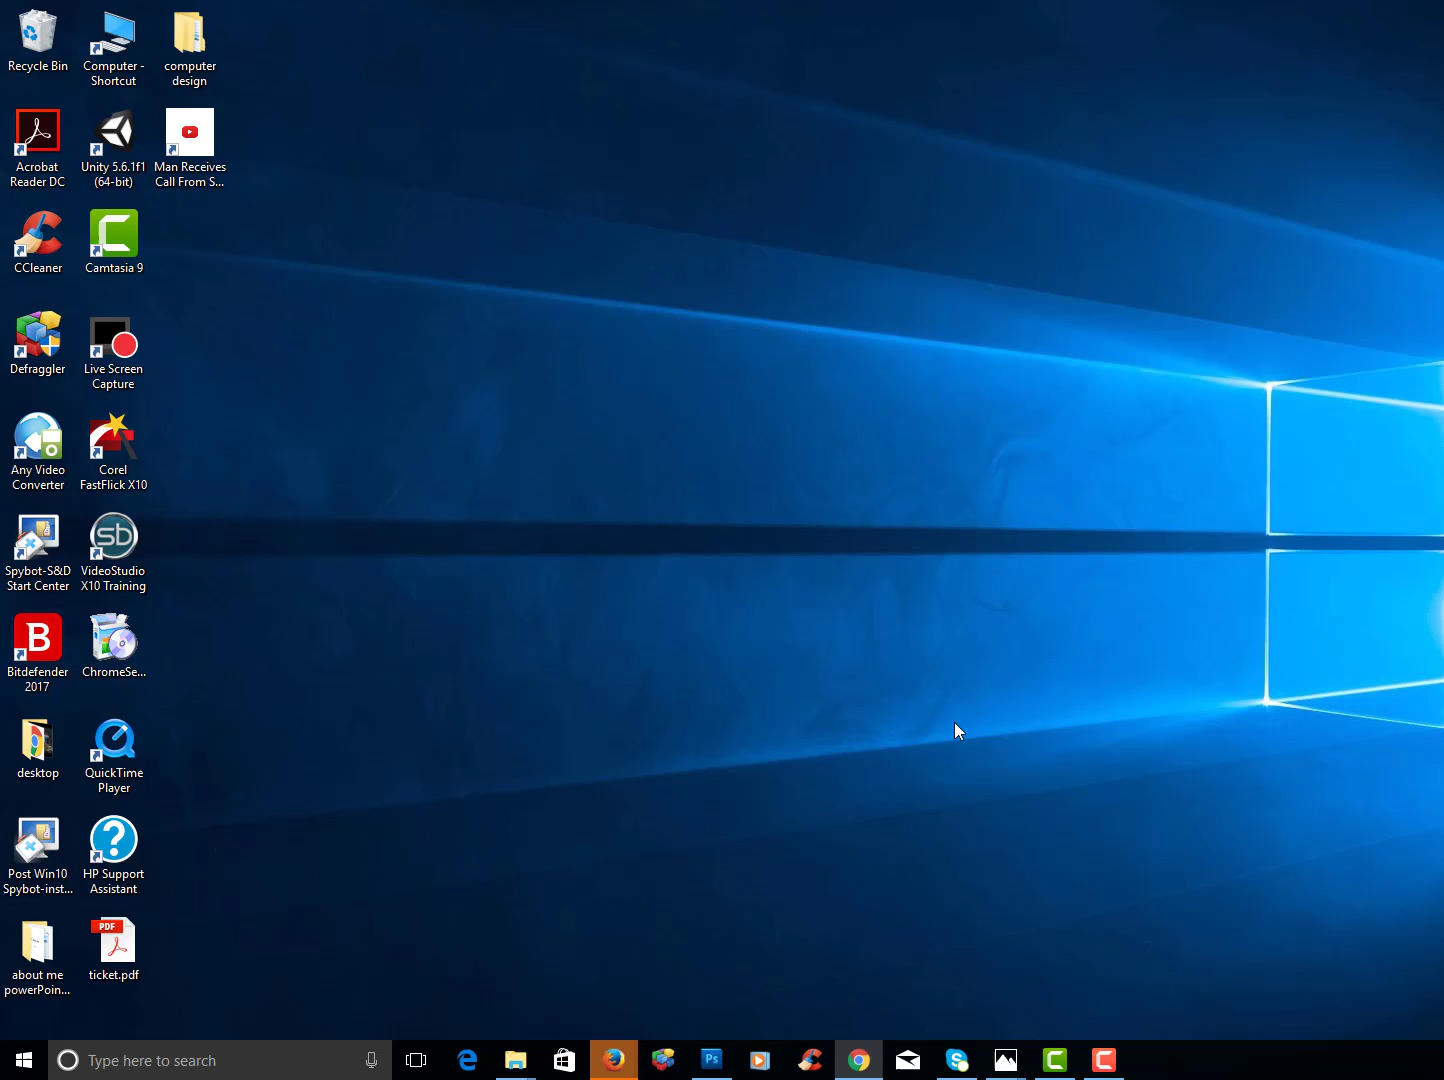 Recycle Bin
Computer -
Shortcut
computer
design
Acrobat
Reader DC
Unity 5.6.1f1
(64-bit)
Man Receives
Call From S...
CCleaner
Camtasia 9
Defraggler
Live Screen
Capture
Any Video
Converter
Corel
FastFlick X10
Spybot-S&D
Start Center
sb
VideoStudio
X10 Training
B
Bitdefender
2017
ChromeSe...
desktop
QuickTime
Player
Post Win10
Spybot-inst...
?
HP Support
Assistant
about me
powerPoin...
PDF
ticket.pdf
Type here to search
Ps